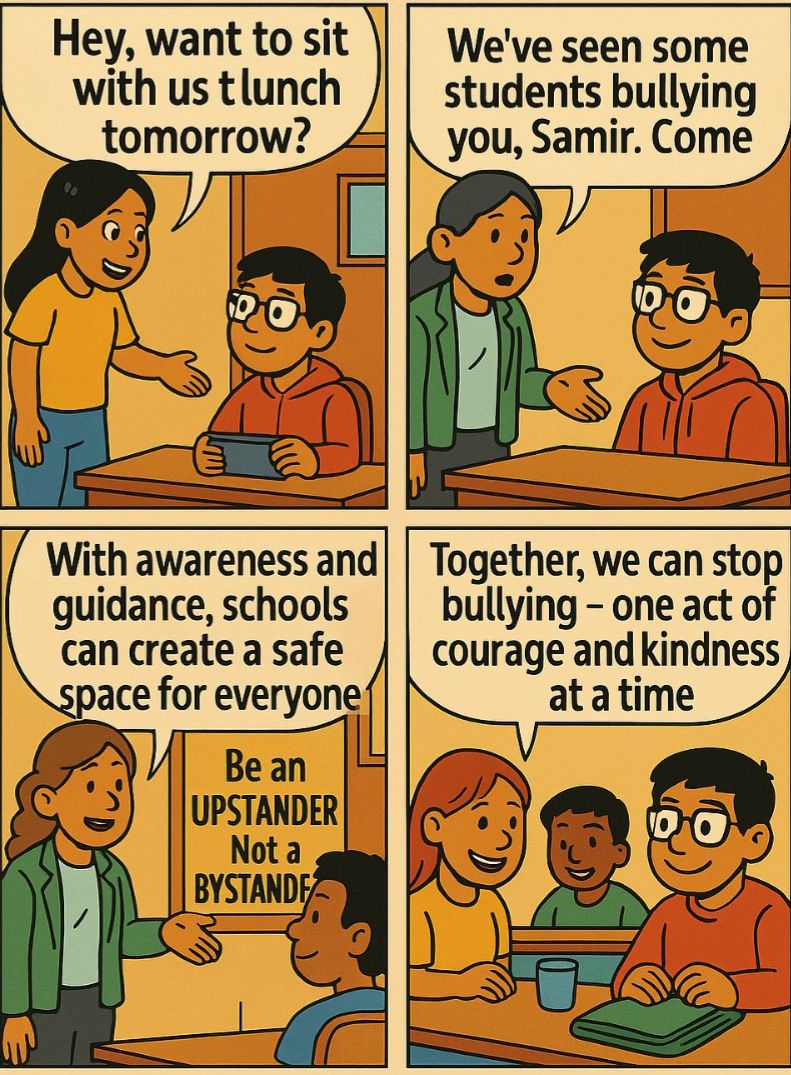 Hey, want to sit
with us t lunch
tomorrow?
We've seen some
students bullying
you, Samir. Come
With awareness and
guidance, schools
can create a safe
space for everyone
Be an
UPSTANDER
Not a
BYSTANDE
Together, we can stop
bullying – one act of
courage and kindness
at a time